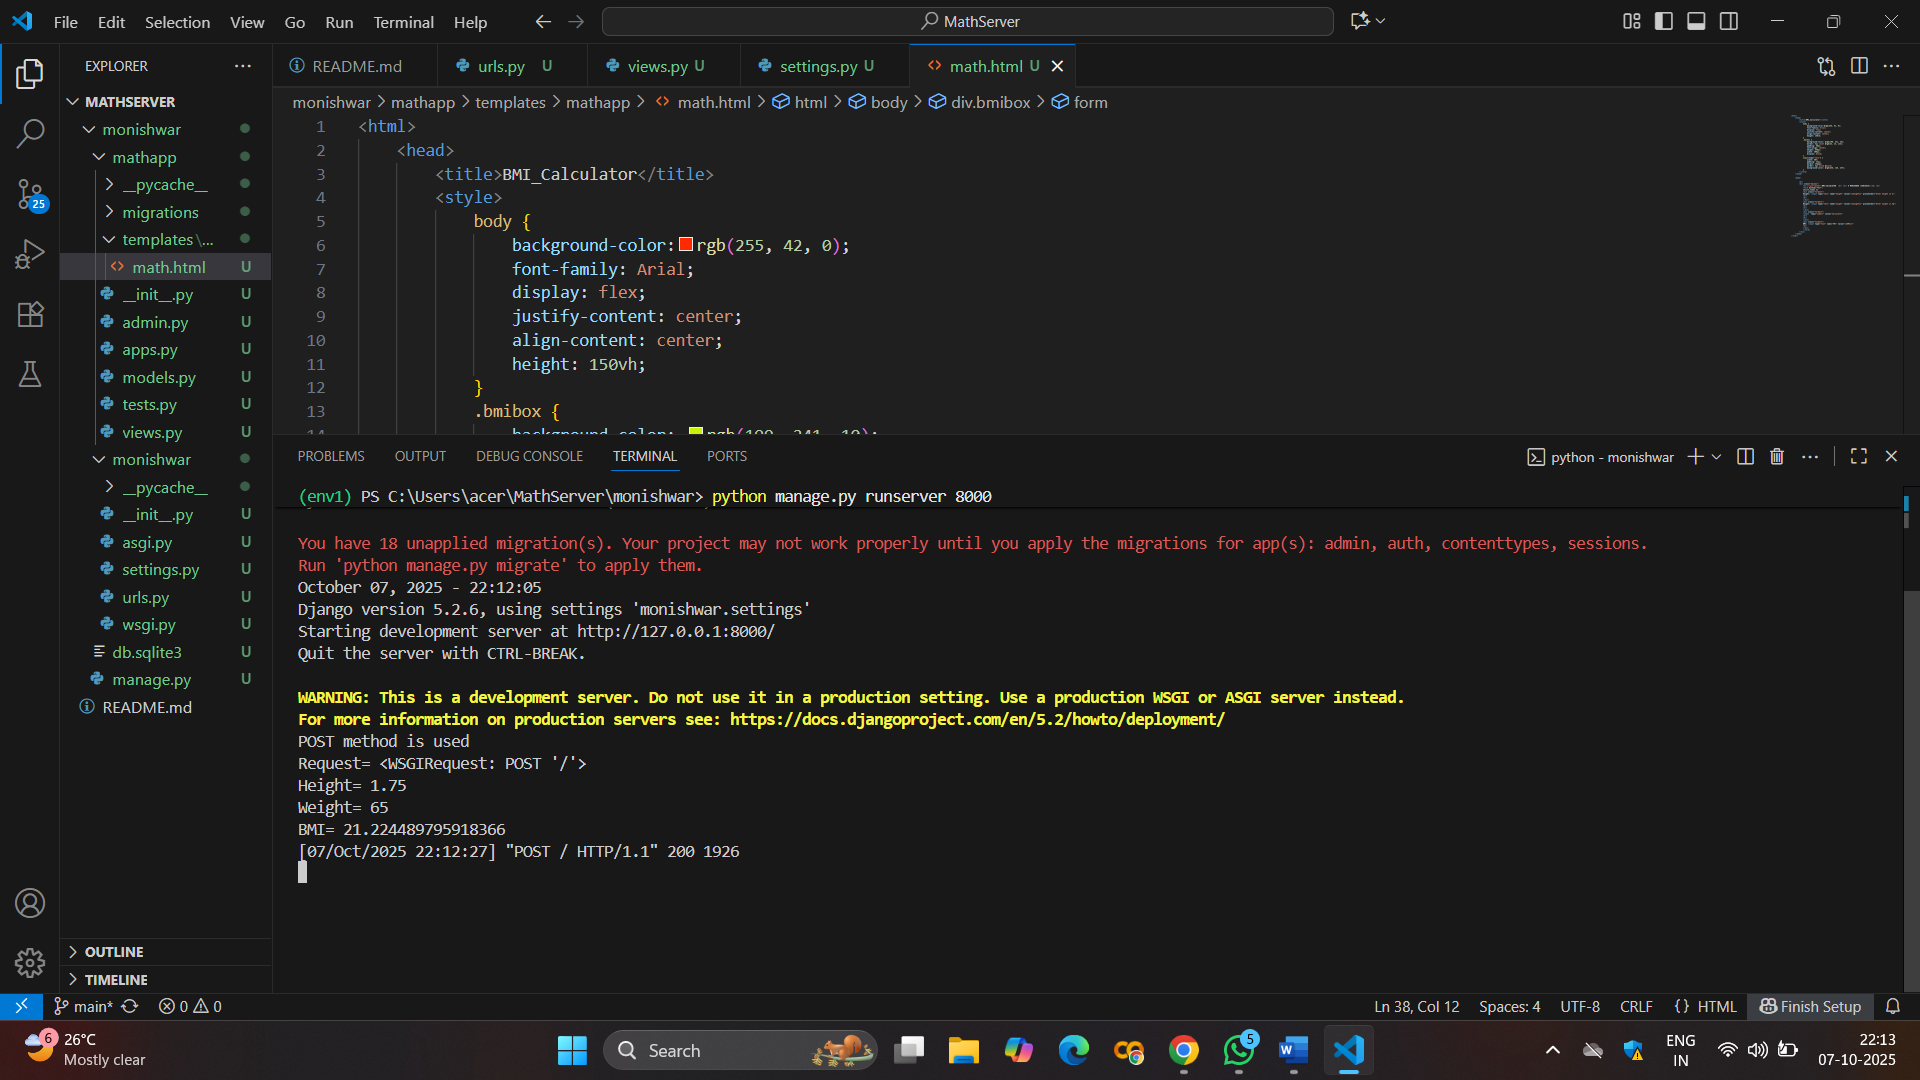 File Edit Selection View Go Run Terminal Help
MathServer
EXPLORER
README.md
urls.py U
views.py U
settings.py U
math.html U
MATHSERVER
monishwar
mathapp
__pycache__
migrations
templates\...
math.html U
__init__.py U
admin.py U
apps.py U
models.py U
tests.py U
views.py U
monishwar
__pycache__
__init__.py U
asgi.py U
settings.py U
urls.py U
wsgi.py U
db.sqlite3 U
manage.py U
README.md
OUTLINE
TIMELINE
25
monishwar > mathapp > templates > mathapp > math.html > html > body > div.bmibox > form
1 <html>
2 <head>
3 <title>BMI_Calculator</title>
4 <style>
5 body {
6 background-color: rgb(255, 42, 0);
7 font-family: Arial;
8 display: flex;
9 justify-content: center;
10 align-content: center;
11 height: 150vh;
12 }
13 .bmibox {
PROBLEMS OUTPUT DEBUG CONSOLE TERMINAL PORTS
python - monishwar
(env1) PS C:\Users\acer\MathServer\monishwar> python manage.py runserver 8000
You have 18 unapplied migration(s). Your project may not work properly until you apply the migrations for app(s): admin, auth, contenttypes, sessions.
Run 'python manage.py migrate' to apply them.
October 07, 2025 - 22:12:05
Django version 5.2.6, using settings 'monishwar.settings'
Starting development server at http://127.0.0.1:8000/
Quit the server with CTRL-BREAK.
WARNING: This is a development server. Do not use it in a production setting. Use a production WSGI or ASGI server instead.
For more information on production servers see: https://docs.djangoproject.com/en/5.2/howto/deployment/
POST method is used
Request= <WSGIRequest: POST '/'>
Height= 1.75
Weight= 65
BMI= 21.224489795918366
[07/Oct/2025 22:12:27] "POST / HTTP/1.1" 200 1926
main* 0 0
Ln 38, Col 12 Spaces: 4 UTF-8 CRLF {} HTML Finish Setup
6
26°C
Mostly clear
Search
5
ENG
IN
22:13
07-10-2025